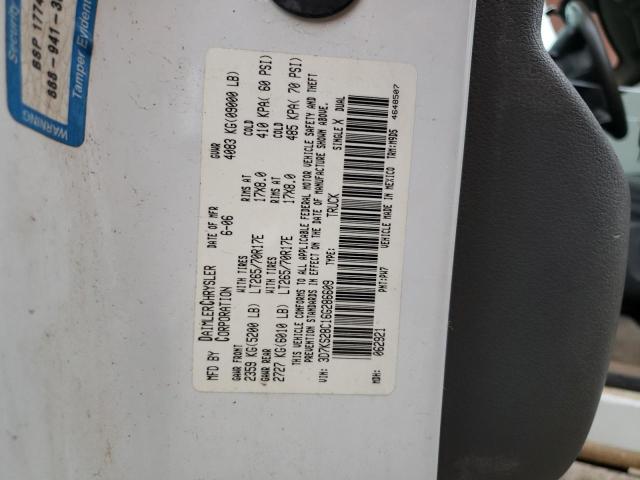 Security
BSP 1774
888-941-3
Tamper Evident
WARNING
MFD BY DAIMLERCHRYSLER CORPORATION
DATE OF MFR 6-06
GVWR 4083 KG(09000 LB)
GAWR FRONT 2359 KG(5200 LB)
WITH TIRES LT265/70R17E
RIMS AT 17X8.0
COLD 410 KPA( 60 PSI)
GAWR REAR 2727 KG(6010 LB)
WITH TIRES LT265/70R17E
RIMS AT 17X8.0
COLD 485 KPA( 70 PSI)
THIS VEHICLE CONFORMS TO ALL APPLICABLE FEDERAL MOTOR VEHICLE SAFETY AND THEFT
PREVENTION STANDARDS IN EFFECT ON THE DATE OF MANUFACTURE SHOWN ABOVE.
VIN: 3D7KS28C16G286609 TYPE: TRUCK SINGLE X DUAL
MDH: 062821 PNT:PW7 VEHICLE MADE IN MEXICO TRM:M9D5 4648507